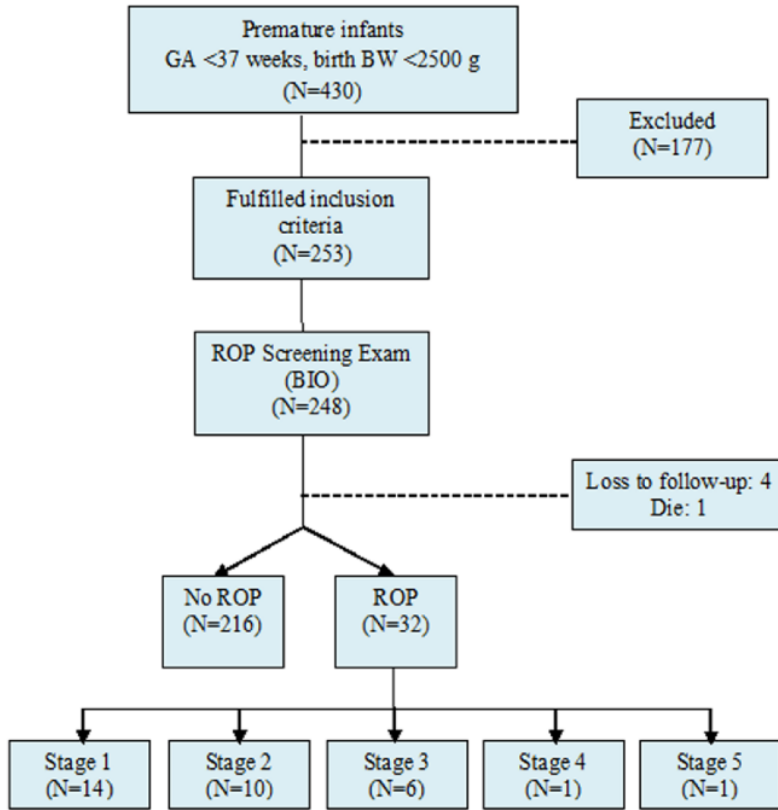 Premature infants
GA <37 weeks, birth BW <2500 g
(N=430)
Excluded
(N=177)
Fulfilled inclusion
criteria
(N=253)
ROP Screening Exam
(BIO)
(N=248)
Loss to follow-up: 4
Die: 1
No ROP
(N=216)
ROP
(N=32)
Stage 1
(N=14)
Stage 2
(N=10)
Stage 3
(N=6)
Stage 4
(N=1)
Stage 5
(N=1)